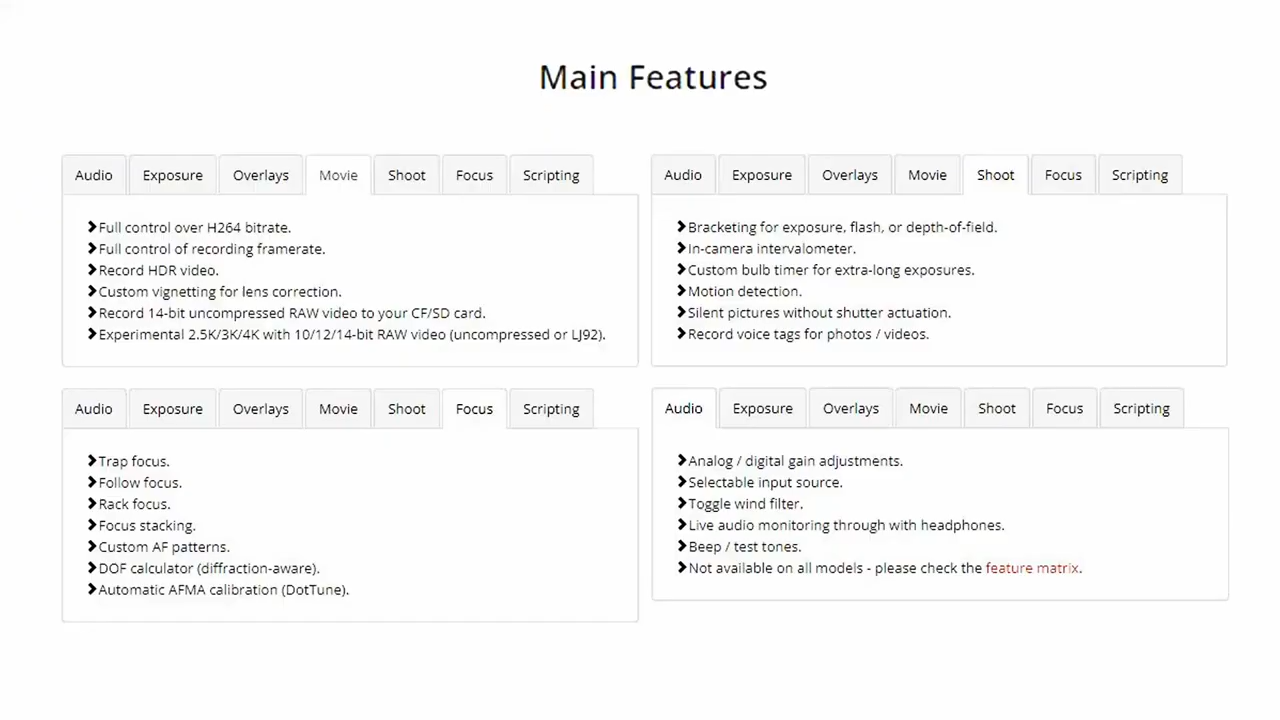 Main Features
Audio Exposure Overlays Movie Shoot Focus Scripting
Full control over H264 bitrate.
Full control of recording framerate.
Record HDR video.
Custom vignetting for lens correction.
Record 14-bit uncompressed RAW video to your CF/SD card.
Experimental 2.5K/3K/4K with 10/12/14-bit RAW video (uncompressed or LJ92).
Audio Exposure Overlays Movie Shoot Focus Scripting
Bracketing for exposure, flash, or depth-of-field.
In-camera intervalometer.
Custom bulb timer for extra-long exposures.
Motion detection.
Silent pictures without shutter actuation.
Record voice tags for photos / videos.
Audio Exposure Overlays Movie Shoot Focus Scripting
Trap focus.
Follow focus.
Rack focus.
Focus stacking.
Custom AF patterns.
DOF calculator (diffraction-aware).
Automatic AFMA calibration (DotTune).
Audio Exposure Overlays Movie Shoot Focus Scripting
Analog / digital gain adjustments.
Selectable input source.
Toggle wind filter.
Live audio monitoring through with headphones.
Beep / test tones.
Not available on all models - please check the feature matrix.